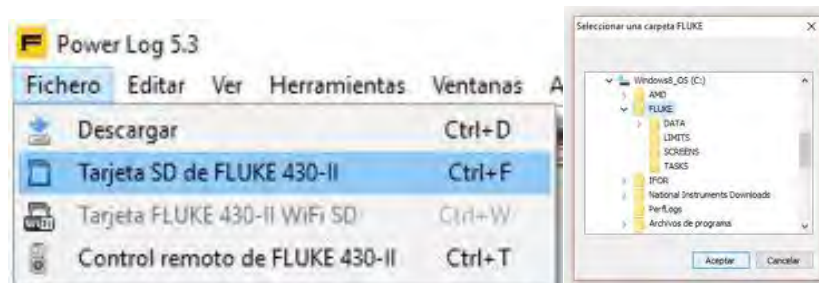 Power Log 5.3
Fichero Editar Ver Herramientas Ventanas A
Descargar Ctrl+D
Tarjeta SD de FLUKE 430-II Ctrl+F
Tarjeta FLUKE 430-II WiFi SD Ctrl+W
Control remoto de FLUKE 430-II Ctrl+T
Seleccionar una carpeta FLUKE
Windows8_OS (C:)
AMD
FLUKE
DATA
LIMITS
SCREENS
TASKS
IFOR
National Instruments Downloads
PerfLogs
Archivos de programa
Aceptar Cancelar